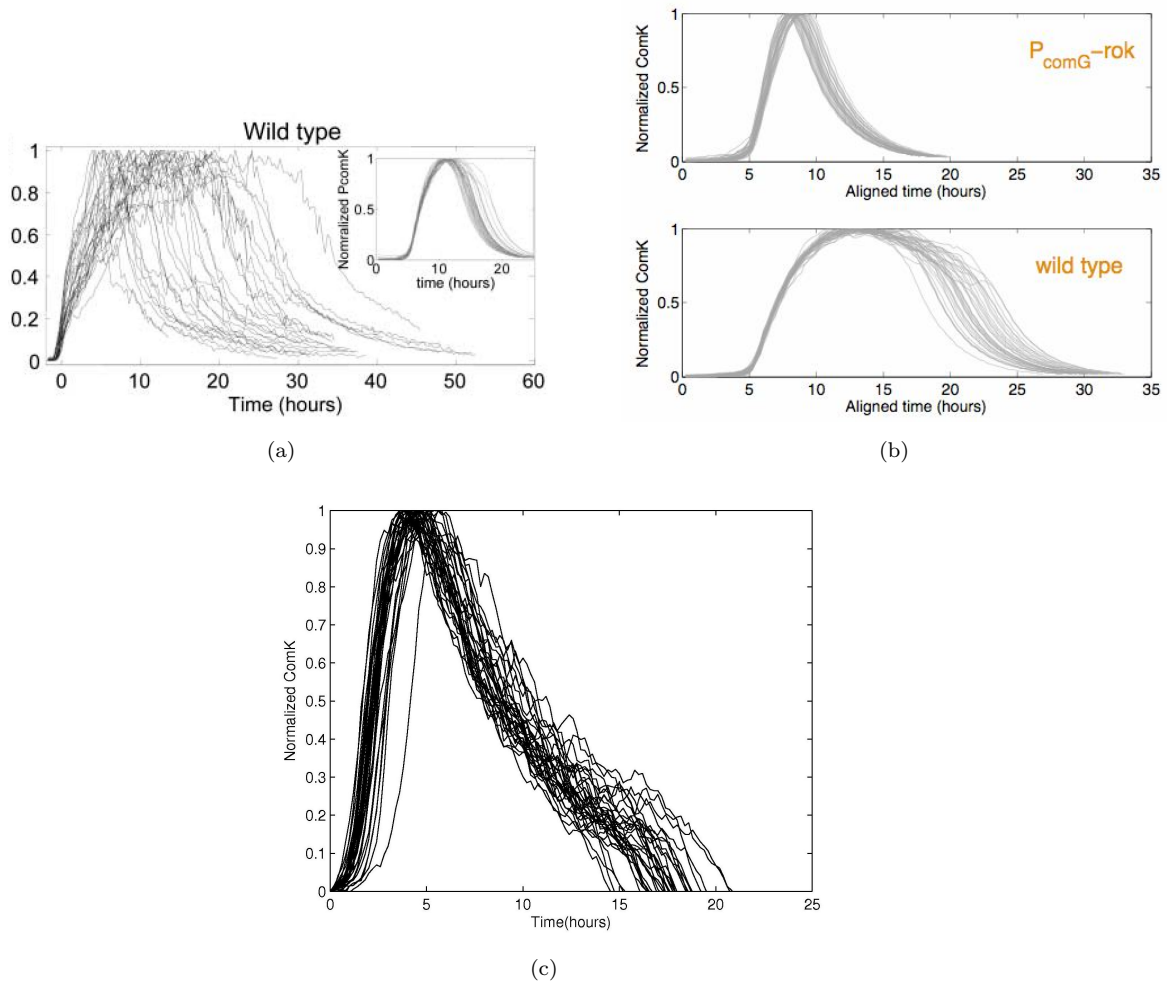 Wild type
1
0.8
0.6
0.4
0.2
0
0 10 20 30 40 50 60
Time (hours)
Nomralized PcomK
1
0.5
0 10 20
time (hours)
(a)
Normalized ComK
1
0.5
0
0 5 10 15 20 25 30 35
Aligned time (hours)
PcomG-rok
Normalized ComK
1
0.5
0
0 5 10 15 20 25 30 35
Aligned time (hours)
wild type
(b)
Normalized ComK
1
0.9
0.8
0.7
0.6
0.5
0.4
0.3
0.2
0.1
0
0 5 10 15 20 25
Time(hours)
(c)